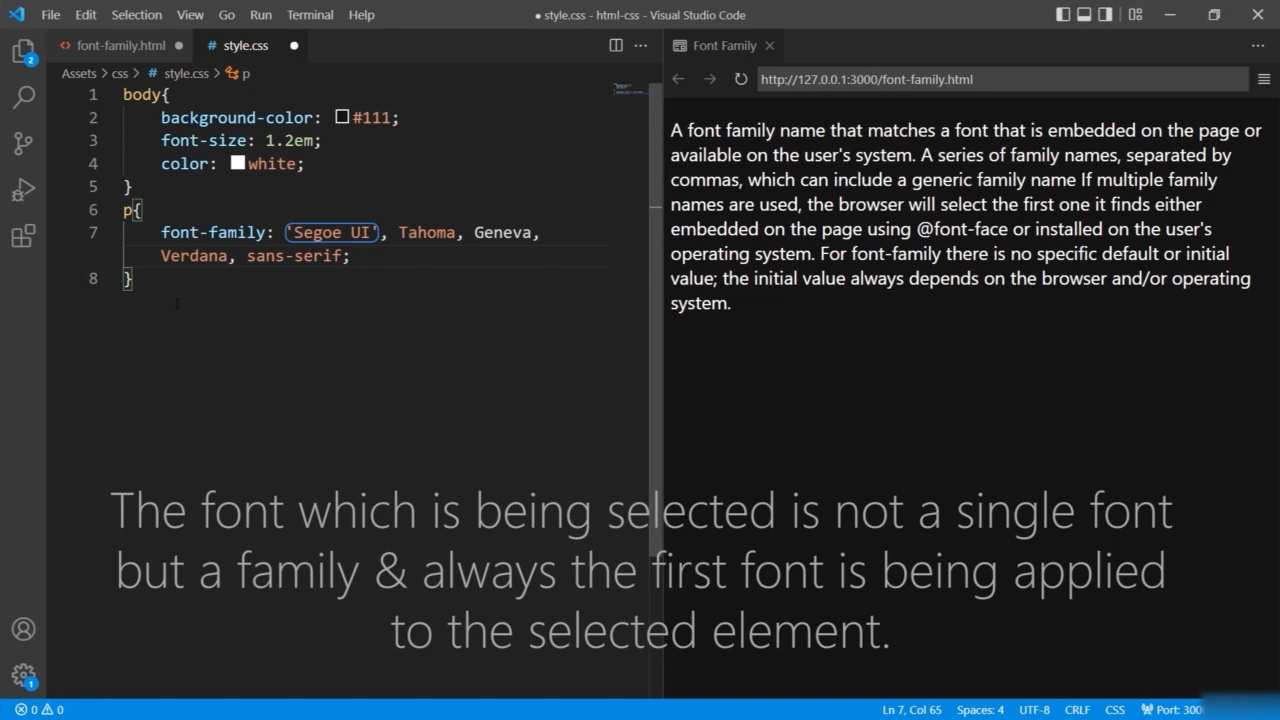 File Edit Selection View Go Run Terminal Help
● style.css - html-css - Visual Studio Code
font-family.html ●
# style.css ●
Font Family
Assets > css > # style.css > p
http://127.0.0.1:3000/font-family.html
1 body{
2 background-color: #111;
3 font-size: 1.2em;
4 color: white;
5 }
6 p{
7 font-family: 'Segoe UI', Tahoma, Geneva,
Verdana, sans-serif;
8 }
A font family name that matches a font that is embedded on the page or
available on the user's system. A series of family names, separated by
commas, which can include a generic family name If multiple family
names are used, the browser will select the first one it finds either
embedded on the page using @font-face or installed on the user's
operating system. For font-family there is no specific default or initial
value; the initial value always depends on the browser and/or operating
system.
The font which is being selected is not a single font
but a family & always the first font is being applied
to the selected element.
2
1
0 0
Ln 7, Col 65 Spaces: 4 UTF-8 CRLF CSS Port: